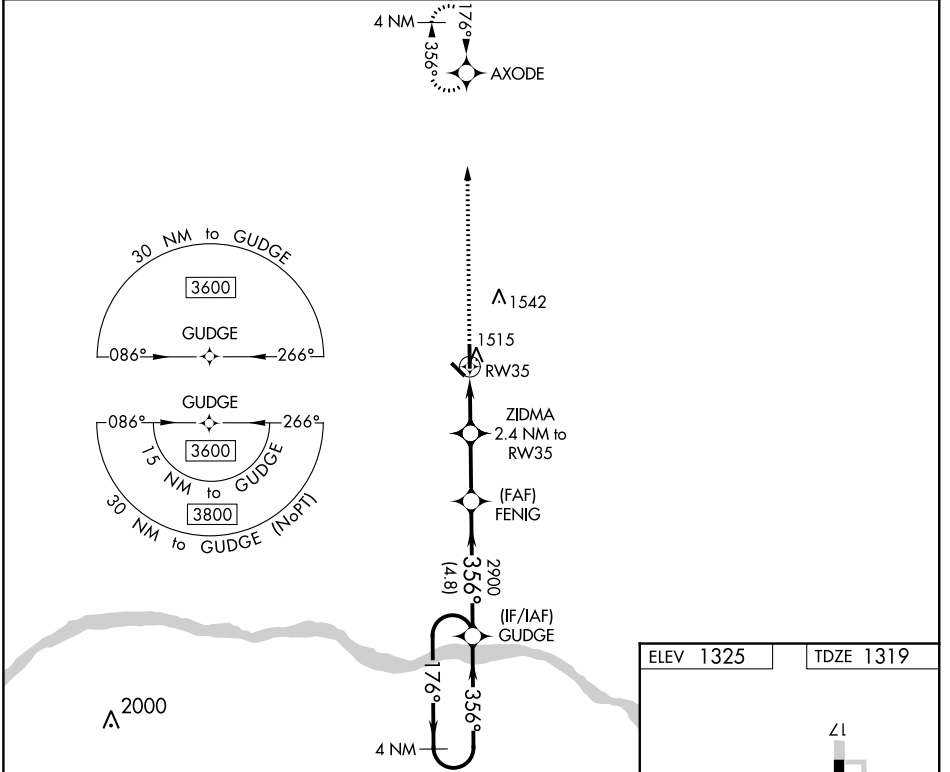 4 NM
176°
356°
AXODE
30 NM to GUDGE
3600
GUDGE
086°
266°
GUDGE
086°
266°
3600
15 NM to GUDGE
3800
30 NM to GUDGE (NoPT)
1542
1515
RW35
ZIDMA
2.4 NM to
RW35
(FAF)
FENIG
2900
356°
(4.8)
(IF/IAF)
GUDGE
176°
356°
4 NM
2000
ELEV 1325
TDZE 1319
17